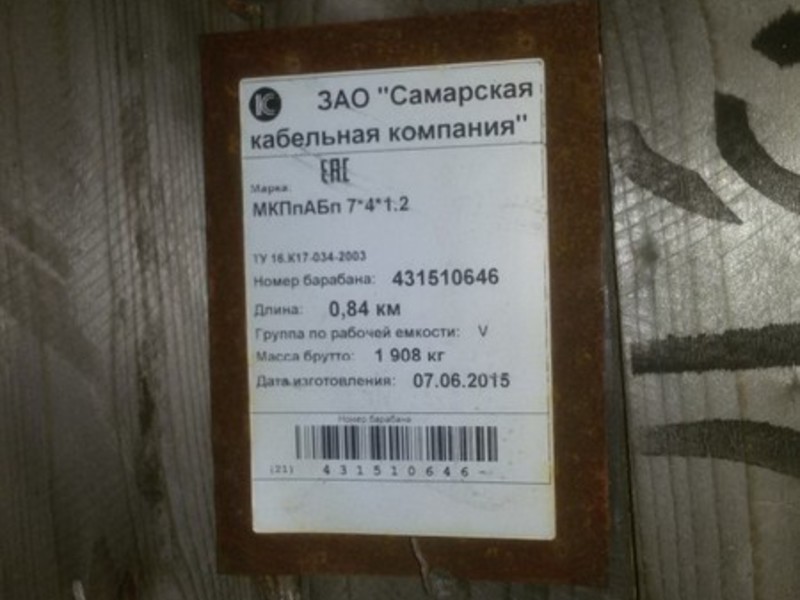 ЗАО "Самарская
кабельная компания"
ЕАС
Марка:
МКПпАБп 7*4*1.2
ТУ 16.К17-034-2003
Номер барабана: 431510646
Длина: 0,84 км
Группа по рабочей емкости: V
Масса брутто: 1 908 кг
Дата изготовления: 07.06.2015
Номер барабана
(21) 431510646-